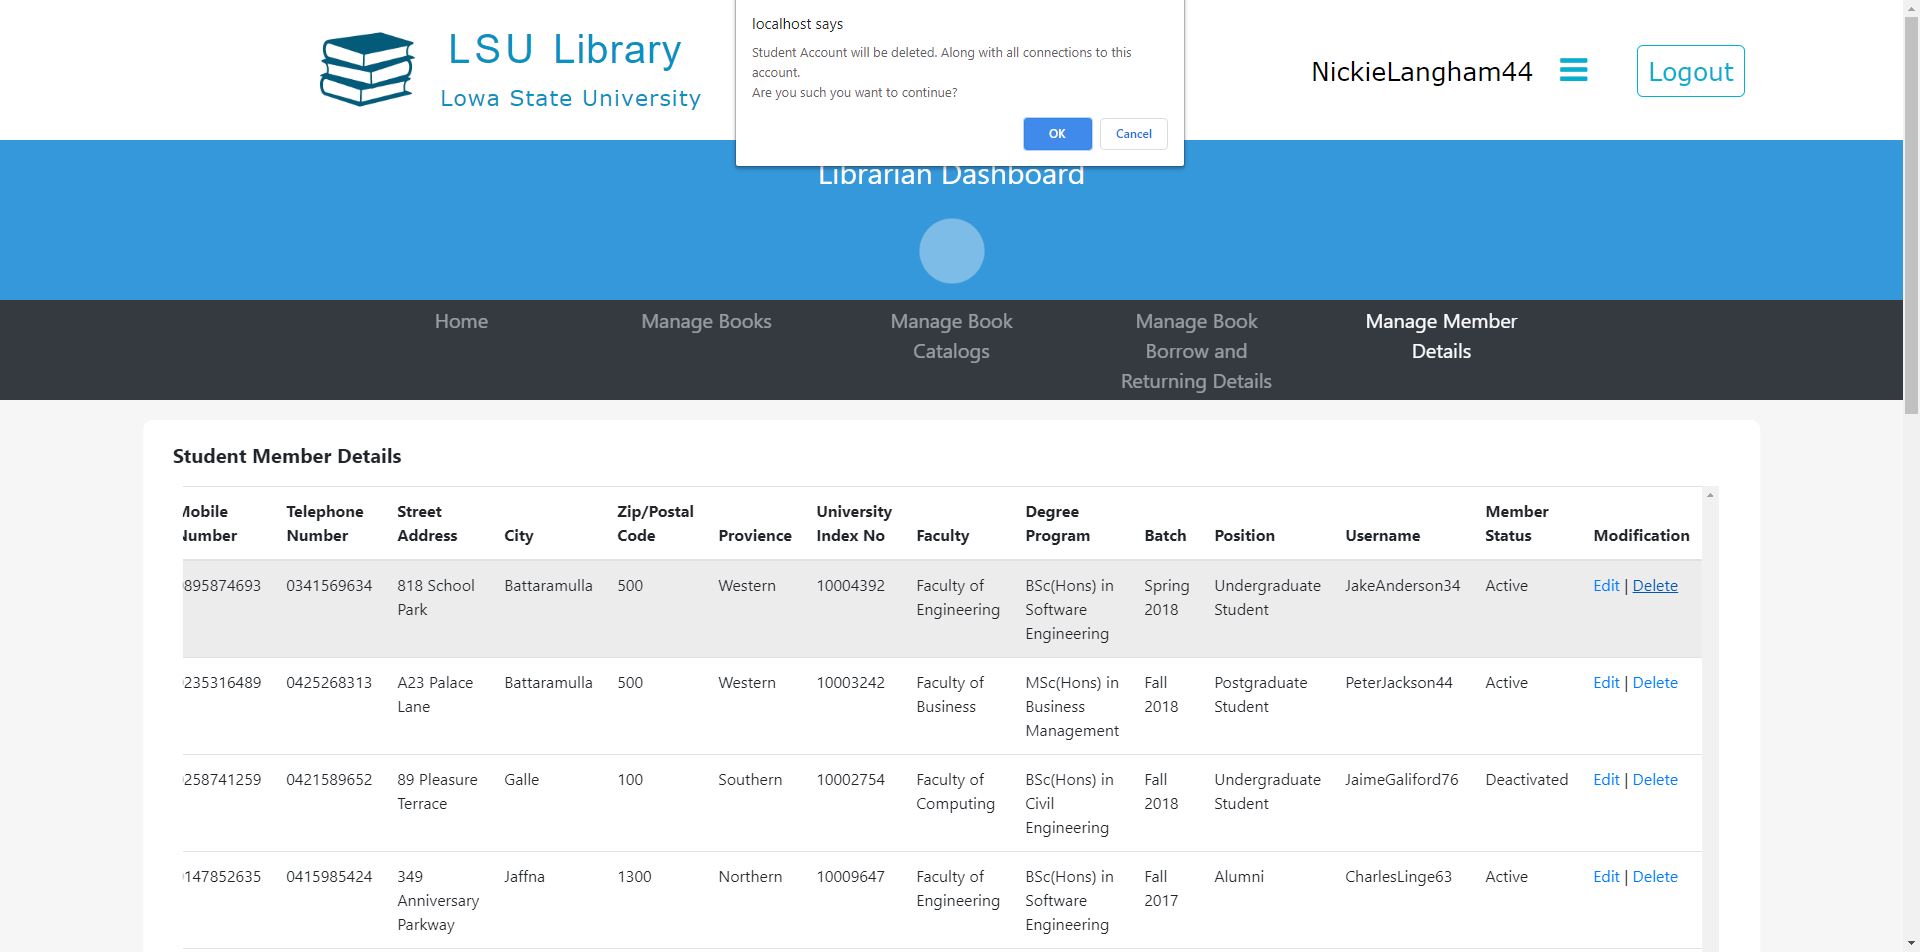 localhost says
Student Account will be deleted. Along with all connections to this
account.
Are you such you want to continue?
OK
Cancel
LSU Library
Lowa State University
NickieLangham44
Logout
Librarian Dashboard
Home
Manage Books
Manage Book
Catalogs
Manage Book
Borrow and
Returning Details
Manage Member
Details
Student Member Details
Mobile Telephone Street Zip/Postal University Degree Member
Number Number Address City Code Provience Index No Faculty Program Batch Position Username Status Modification
895874693 0341569634 818 School Battaramulla 500 Western 10004392 Faculty of BSc(Hons) in Spring Undergraduate JakeAnderson34 Active Edit | Delete
Park Engineering Software 2018 Student
Engineering
235316489 0425268313 A23 Palace Battaramulla 500 Western 10003242 Faculty of MSc(Hons) in Fall Postgraduate PeterJackson44 Active Edit | Delete
Lane Business Business 2018 Student
Management
258741259 0421589652 89 Pleasure Galle 100 Southern 10002754 Faculty of BSc(Hons) in Fall Undergraduate JaimeGaliford76 Deactivated Edit | Delete
Terrace Computing Civil 2018 Student
Engineering
147852635 0415985424 349 Jaffna 1300 Northern 10009647 Faculty of BSc(Hons) in Fall Alumni CharlesLinge63 Active Edit | Delete
Anniversary Engineering Software 2017
Parkway Engineering